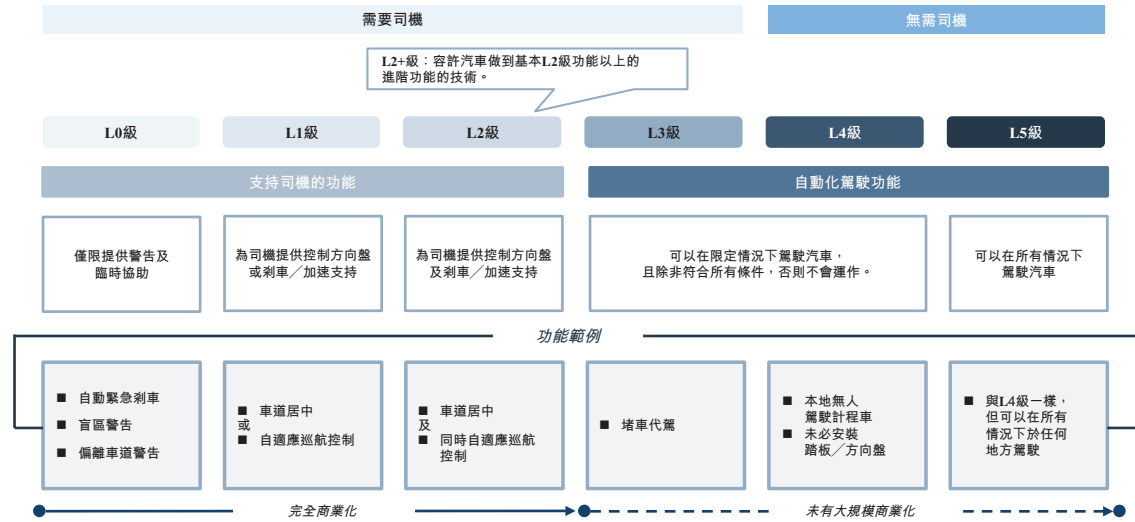 需要司機
無需司機
L2+級：容許汽車做到基本L2級功能以上的
進階功能的技術。
L0級
L1級
L2級
L3級
L4級
L5級
支持司機的功能
自動化駕駛功能
僅限提供警告及
臨時協助
為司機提供控制方向盤
或剎車／加速支持
為司機提供控制方向盤
及剎車／加速支持
可以在限定情況下駕駛汽車，
且除非符合所有條件，否則不會運作。
可以在所有情況下
駕駛汽車
功能範例
■ 自動緊急剎車
■ 盲區警告
■ 偏離車道警告
■ 車道居中
或
■ 自適應巡航控制
■ 車道居中
及
■ 同時自適應巡航
控制
■ 堵車代駕
■ 本地無人
駕駛計程車
■ 未必安裝
踏板／方向盤
■ 與L4級一樣，
但可以在所有
情況下於任何
地方駕駛
完全商業化
未有大規模商業化